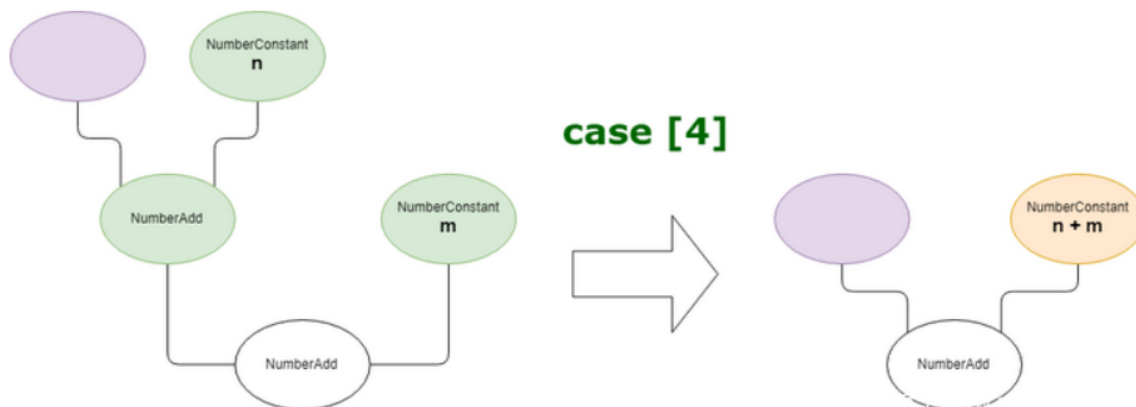 NumberConstant
n
case [4]
NumberAdd
NumberConstant
m
NumberConstant
n + m
NumberAdd
NumberAdd